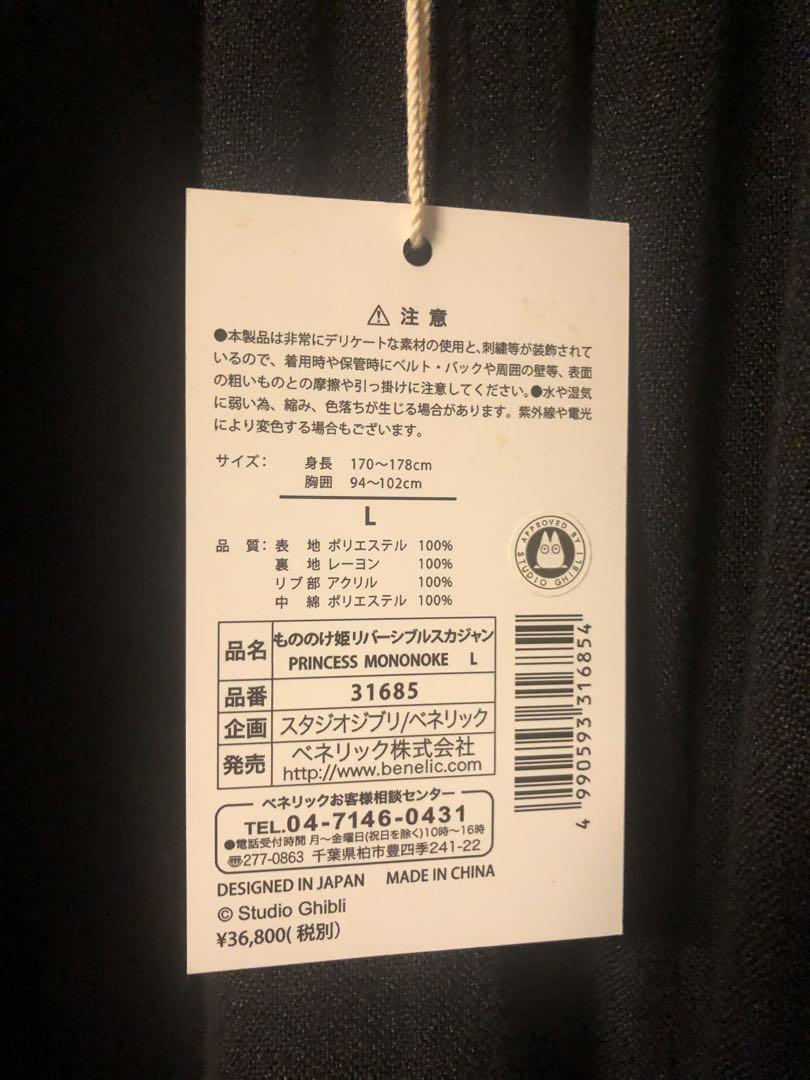 ⚠ 注意
●本製品は非常にデリケートな素材の使用と、刺繍等が装飾されて
いるので、着用時や保管時にベルト・バックや周囲の壁等、表面
の粗いものとの摩擦や引っ掛けに注意してください。●水や湿気
に弱い為、縮み、色落ちが生じる場合があります。紫外線や電光
により変色する場合もございます。
サイズ： 身長 170〜178cm
胸囲 94〜102cm
L
品 質：表 地 ポリエステル 100%
裏 地 レーヨン 100%
リブ部 アクリル 100%
中 綿 ポリエステル 100%
APPROVED BY
STUDIO GHIBLI
品名 もののけ姫リバーシブルスカジャン
PRINCESS MONONOKE L
品番 31685
企画 スタジオジブリ/ベネリック
発売 ベネリック株式会社
http://www.benelic.com
4 990593 316854
ベネリックお客様相談センター
TEL.04-7146-0431
●電話受付時間 月〜金曜日(祝日を除く)10時〜16時
〠277-0863 千葉県柏市豊四季241-22
DESIGNED IN JAPAN MADE IN CHINA
© Studio Ghibli
¥36,800(税別)